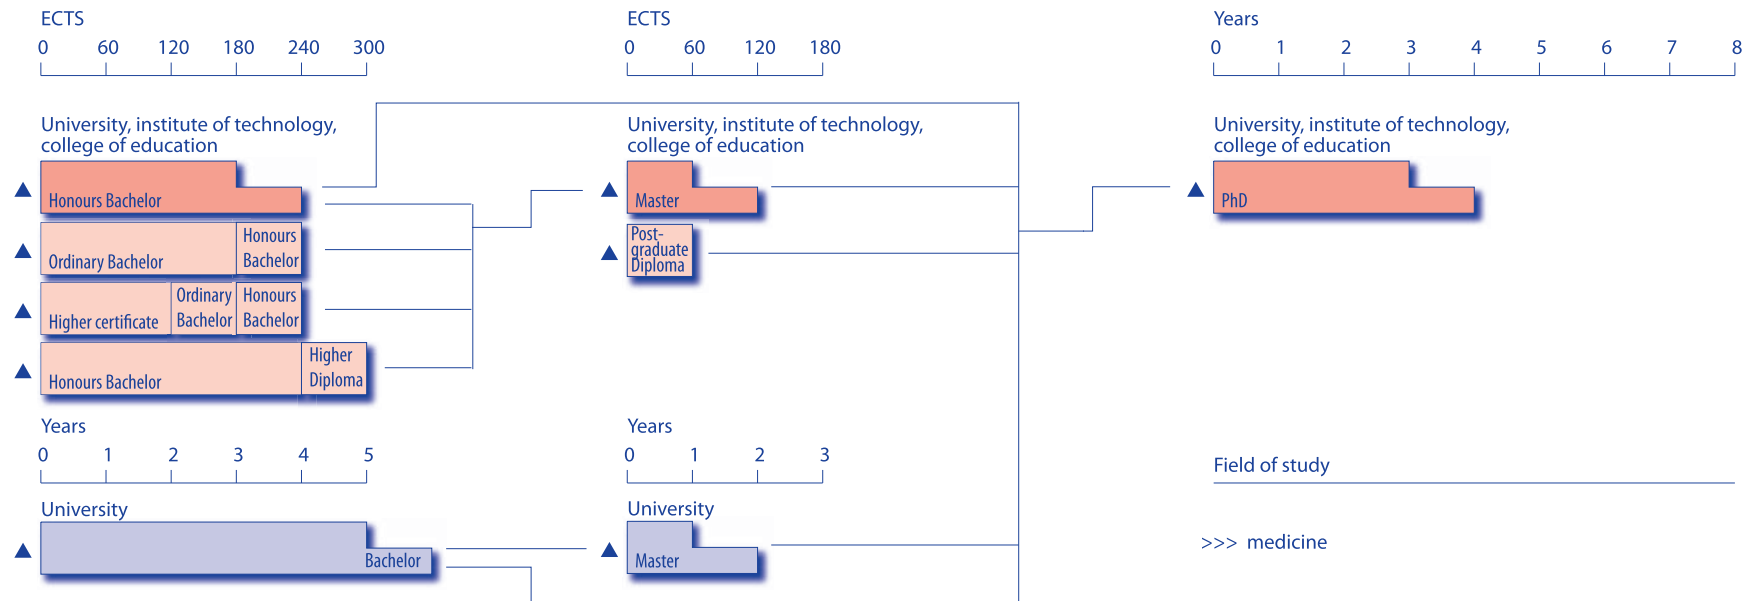 ECTS
0 60 120 180 240 300
University, institute of technology,
college of education
Honours Bachelor
Ordinary Bachelor
Honours
Bachelor
Higher certificate
Ordinary
Bachelor
Honours
Bachelor
Honours Bachelor
Higher
Diploma
Years
0 1 2 3 4 5
University
Bachelor
ECTS
0 60 120 180
University, institute of technology,
college of education
Master
Post-
graduate
Diploma
Years
0 1 2 3
University
Master
Years
0 1 2 3 4 5 6 7 8
University, institute of technology,
college of education
PhD
Field of study
>>> medicine